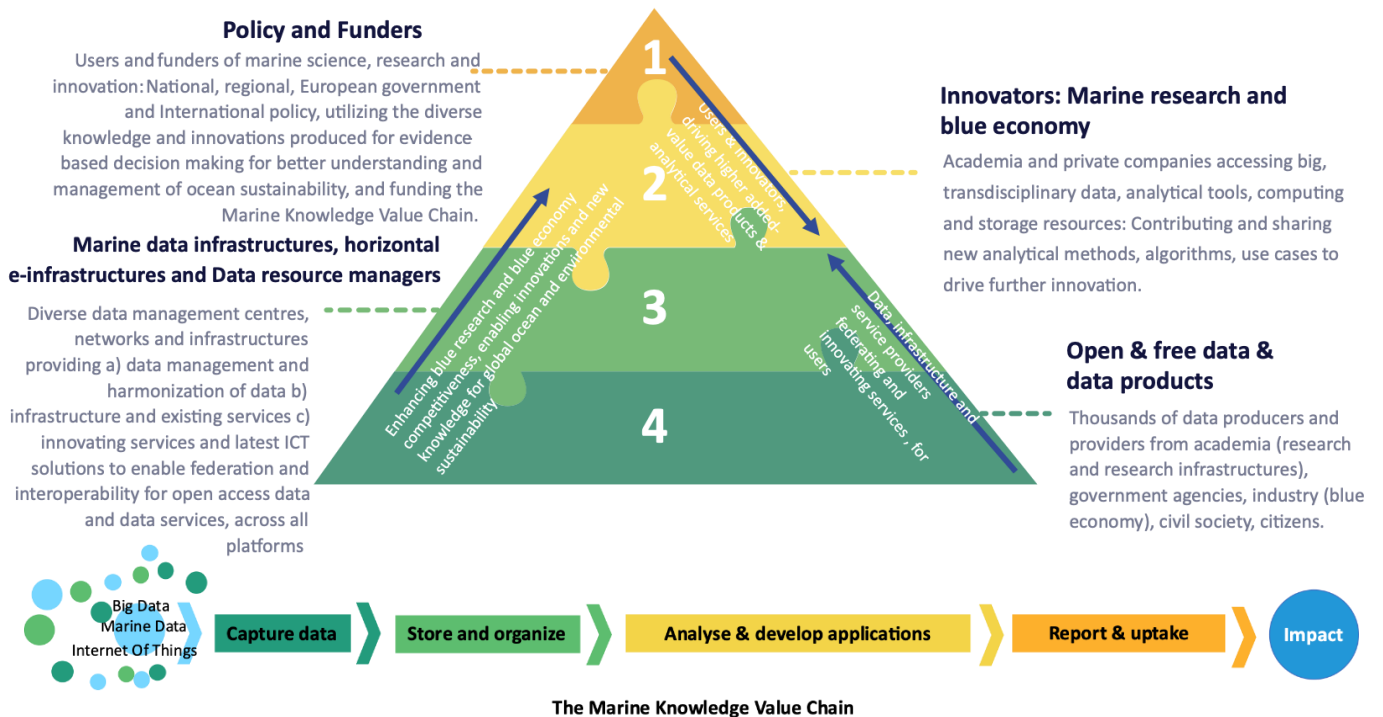 Policy and Funders
Users and funders of marine science, research and
innovation: National, regional, European government
and International policy, utilizing the diverse
knowledge and innovations produced for evidence
based decision making for better understanding and
management of ocean sustainability, and funding the
Marine Knowledge Value Chain.
Marine data infrastructures, horizontal
e-infrastructures and Data resource managers
Diverse data management centres,
networks and infrastructures
providing a) data management and
harmonization of data b)
infrastructure and existing services c)
innovating services and latest ICT
solutions to enable federation and
interoperability for open access data
and data services, across all
platforms
1
2
3
4
Enhancing blue research and blue economy
competitiveness, enabling innovations and new
knowledge for global ocean and environmental
sustainability
Users & innovators,
driving higher added-
value data products &
analytical services
Data, infrastructure and
service providers
federating and
innovating services , for
users
Innovators: Marine research and
blue economy
Academia and private companies accessing big,
transdisciplinary data, analytical tools, computing
and storage resources: Contributing and sharing
new analytical methods, algorithms, use cases to
drive further innovation.
Open & free data &
data products
Thousands of data producers and
providers from academia (research
and research infrastructures),
government agencies, industry (blue
economy), civil society, citizens.
Big Data
Marine Data
Internet Of Things
Capture data
Store and organize
Analyse & develop applications
Report & uptake
Impact
The Marine Knowledge Value Chain